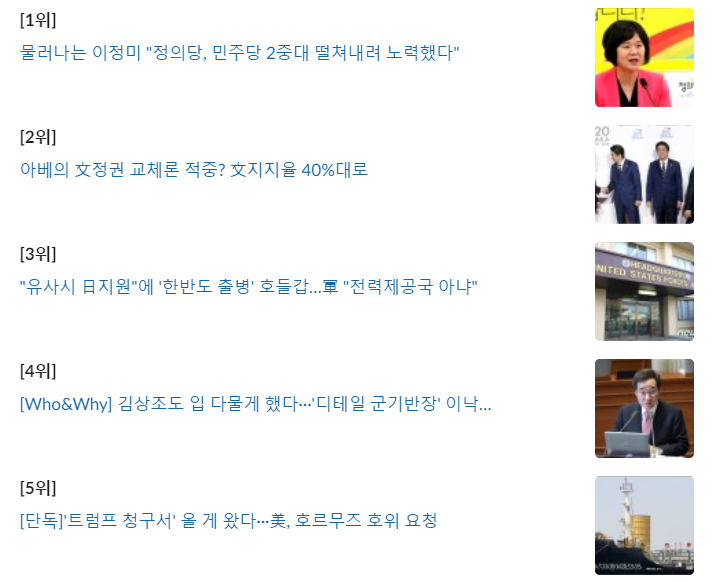 [1위]
물러나는 이정미 "정의당, 민주당 2중대 떨쳐내려 노력했다"
[2위]
아베의 文정권 교체론 적중? 文지지율 40%대로
20
[3위]
"유사시 日지원"에 '한반도 출병' 호들갑…軍 "전력제공국 아냐"
HEADQUARTERS
UNITED STATES FORCES
[4위]
[Who&Why] 김상조도 입 다물게 했다…'디테일 군기반장' 이낙…
[5위]
[단독]'트럼프 청구서' 올 게 왔다…美, 호르무즈 호위 요청